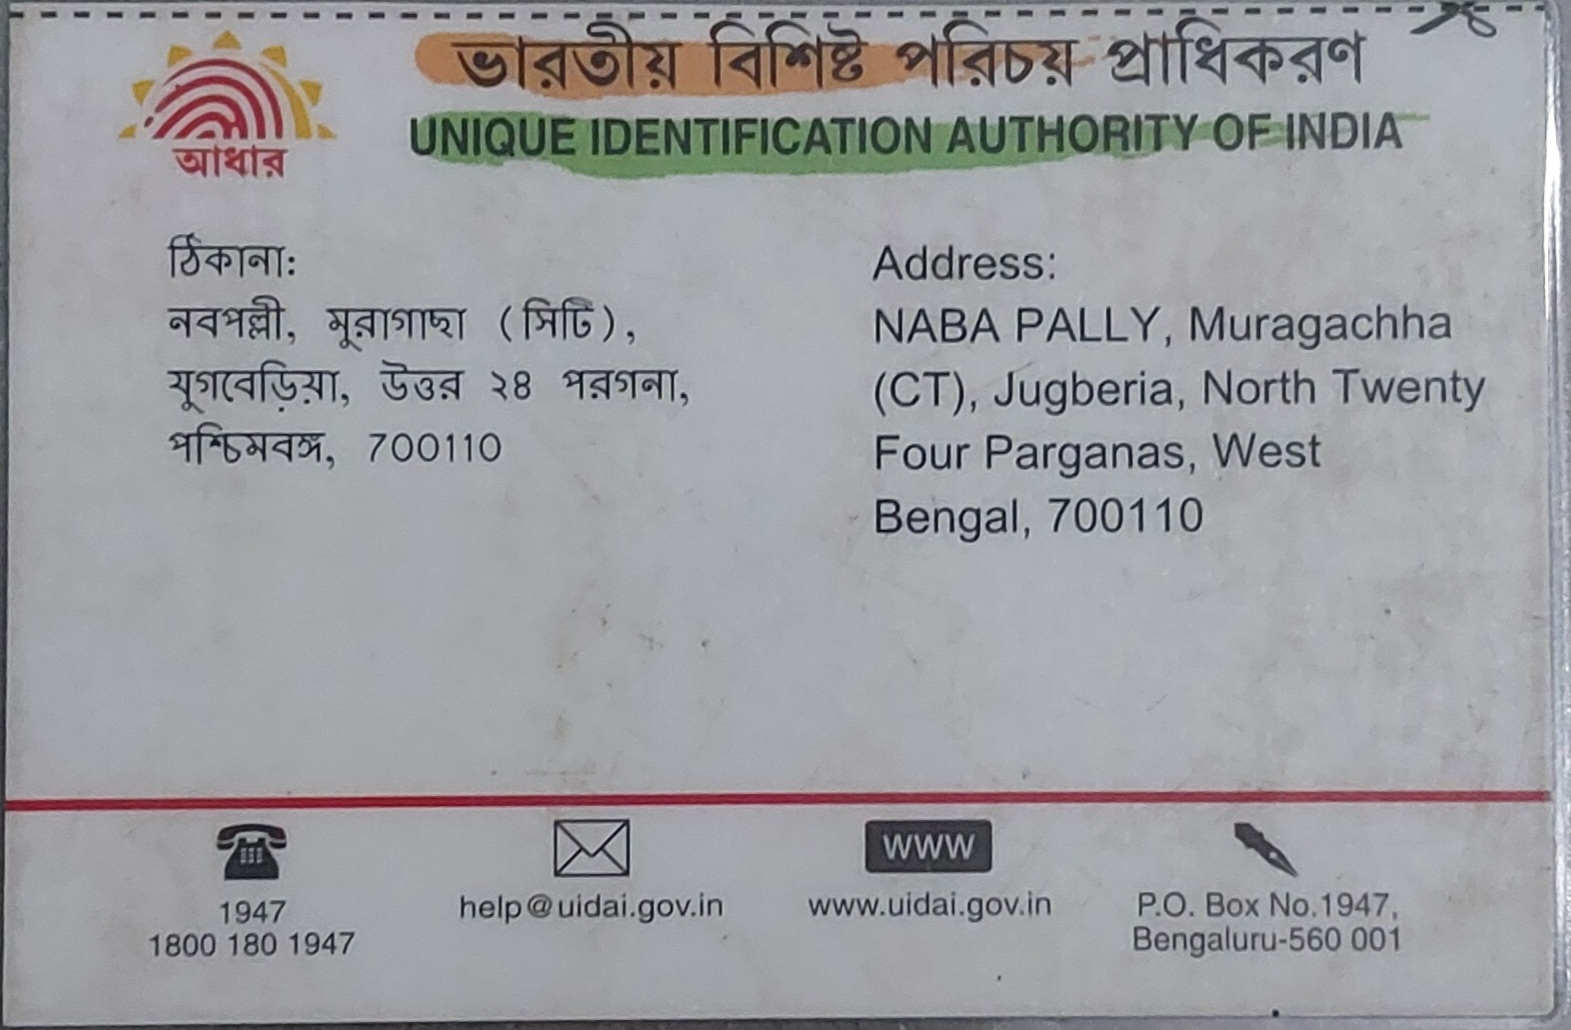 ভারতীয় বিশিষ্ট পরিচয় প্রাধিকরণ
UNIQUE IDENTIFICATION AUTHORITY OF INDIA
আধার
ঠিকানা:
নবপল্লী, মূরাগাছা (সিটি),
যূগবেড়িয়া, উত্তর ২৪ পরগনা,
পশ্চিমবঙ্গ, 700110
Address:
NABA PALLY, Muragachha
(CT), Jugberia, North Twenty
Four Parganas, West
Bengal, 700110
1947
1800 180 1947
help@uidai.gov.in
www
www.uidai.gov.in
P.O. Box No.1947,
Bengaluru-560 001